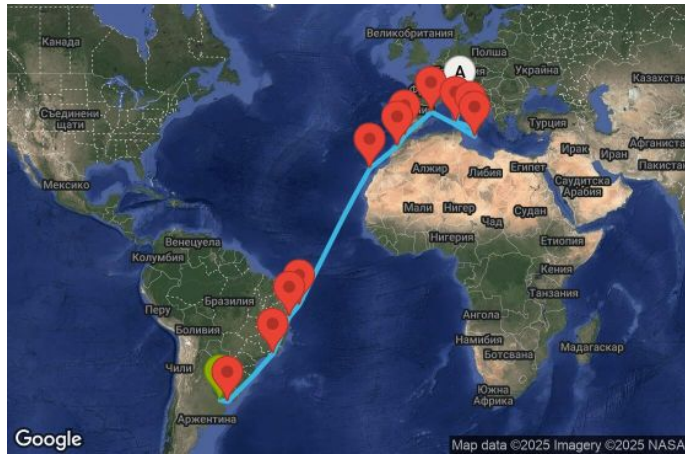 Великобритания
Канада
Полша
A
Украйна
Казахстан
Съединени
щати
Турция
Ирак
Иран
Афганистан
Пакистан
Алжир
Либия
Египет
Саудитска
Арабия
Мексико
Мали
Нигер
Чад
Судан
Венецуела
Нигерия
Етиопия
Колумбия
Кения
Бразилия
Танзания
Перу
Боливия
Ангола
Намибия
Мадагаскар
Ботсвана
Чили
Южна
Африка
Аржентина
Google
Map data ©2025 Imagery ©2025 NASA